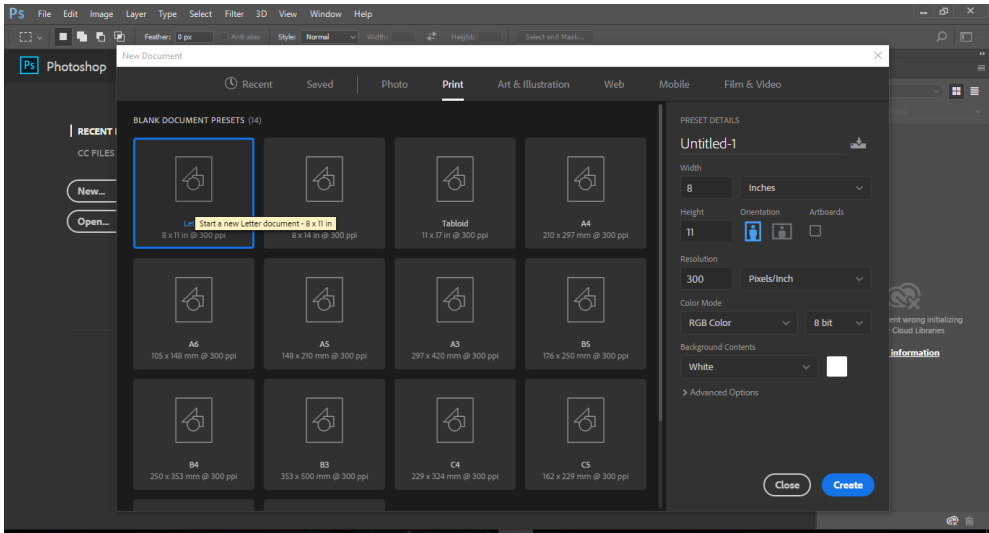 Ps File Edit Image Layer Type Select Filter 3D View Window Help
Feather: 0 px Anti-alias Style: Normal Width: Height: Select and Mask...
Ps Photoshop
New Document
Recent Saved Photo Print Art & Illustration Web Mobile Film & Video
BLANK DOCUMENT PRESETS (14)
RECENT
CC FILES
New...
Open...
Let
Start a new Letter document - 8 x 11 in
8 x 11 in @ 300 ppi
8 x 14 in @ 300 ppi
Tabloid
11 x 17 in @ 300 ppi
A4
210 x 297 mm @ 300 ppi
A6
105 x 148 mm @ 300 ppi
A5
148 x 210 mm @ 300 ppi
A3
297 x 420 mm @ 300 ppi
B5
176 x 250 mm @ 300 ppi
B4
250 x 353 mm @ 300 ppi
B3
353 x 500 mm @ 300 ppi
C4
229 x 324 mm @ 300 ppi
C5
162 x 229 mm @ 300 ppi
PRESET DETAILS
Untitled-1
Width
8 Inches
Height Orientation Artboards
11
Resolution
300 Pixels/Inch
Color Mode
RGB Color 8 bit
Background Contents
White
Advanced Options
Close Create
ent wrong initializing
Cloud Libraries
information